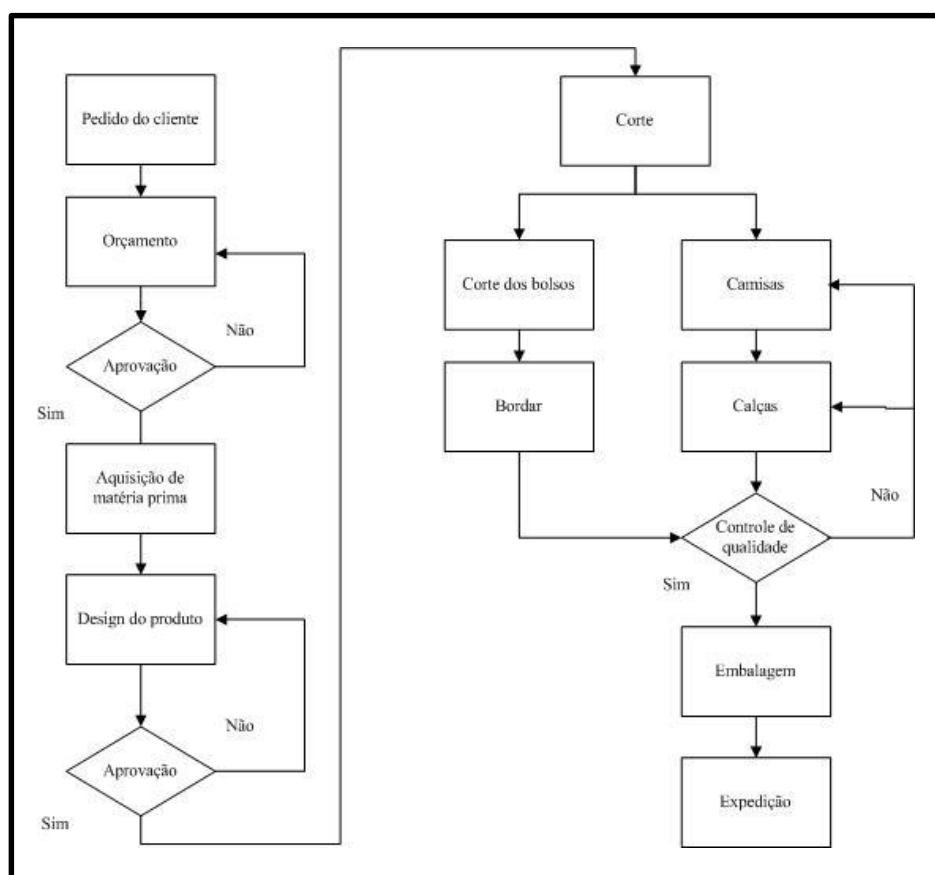 Pedido do cliente
Orçamento
Não
Aprovação
Sim
Aquisição de
matéria prima
Design do produto
Não
Aprovação
Sim
Corte
Corte dos bolsos
Camisas
Bordar
Calças
Não
Controle de
qualidade
Sim
Embalagem
Expedição